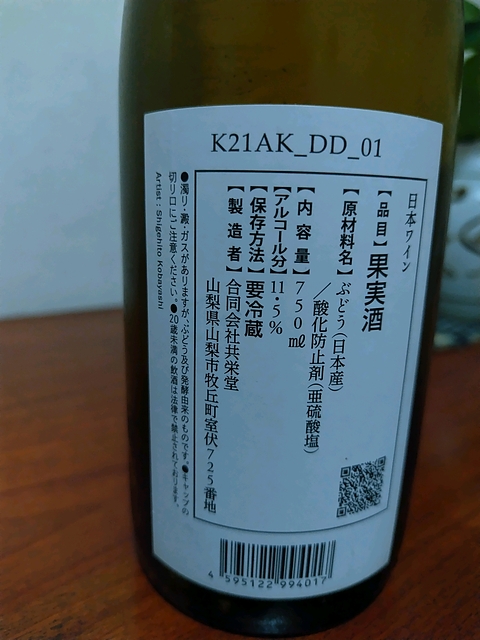 K21AK_DD_01
日本ワイン
【品目】果実酒
【原材料名】ぶどう(日本産)
／酸化防止剤(亜硫酸塩)
【内容量】750㎖
【アルコール分】11.5%
【保存方法】要冷蔵
【製造者】合同会社共栄堂
山梨県山梨市牧丘町室伏725番地
●濁り・澱・ガスがありますが、ぶどう及び発酵由来のものです。●キャップの
切り口にご注意ください。●20歳未満の飲酒は法律で禁止されております。
Artist : Shigehito Kobayashi
4 595122 994017